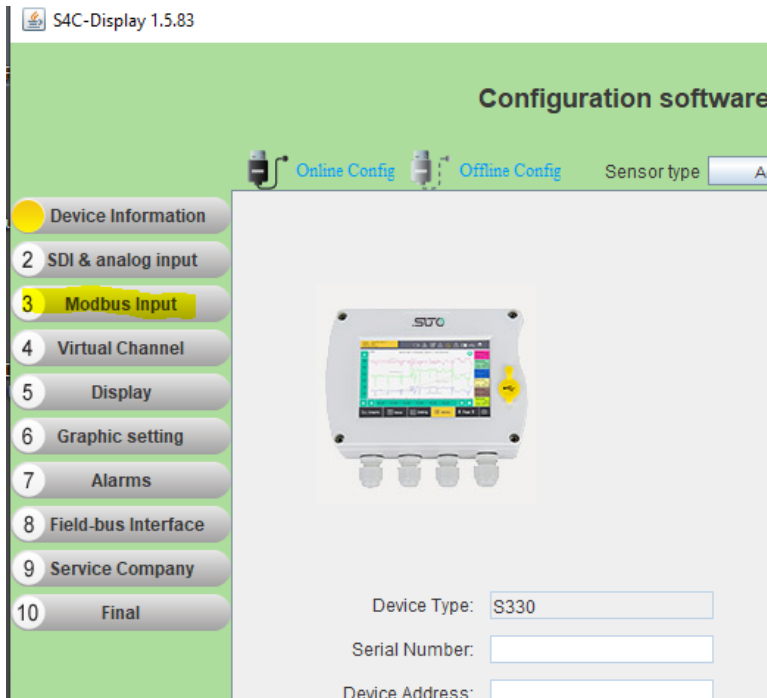 S4C-Display 1.5.83
Configuration software
Online Config
Offline Config
Sensor type
Device Information
2 SDI & analog input
3 Modbus Input
4 Virtual Channel
5 Display
6 Graphic setting
7 Alarms
8 Field-bus Interface
9 Service Company
10 Final
SUTO
Device Type: S330
Serial Number:
Device Address: